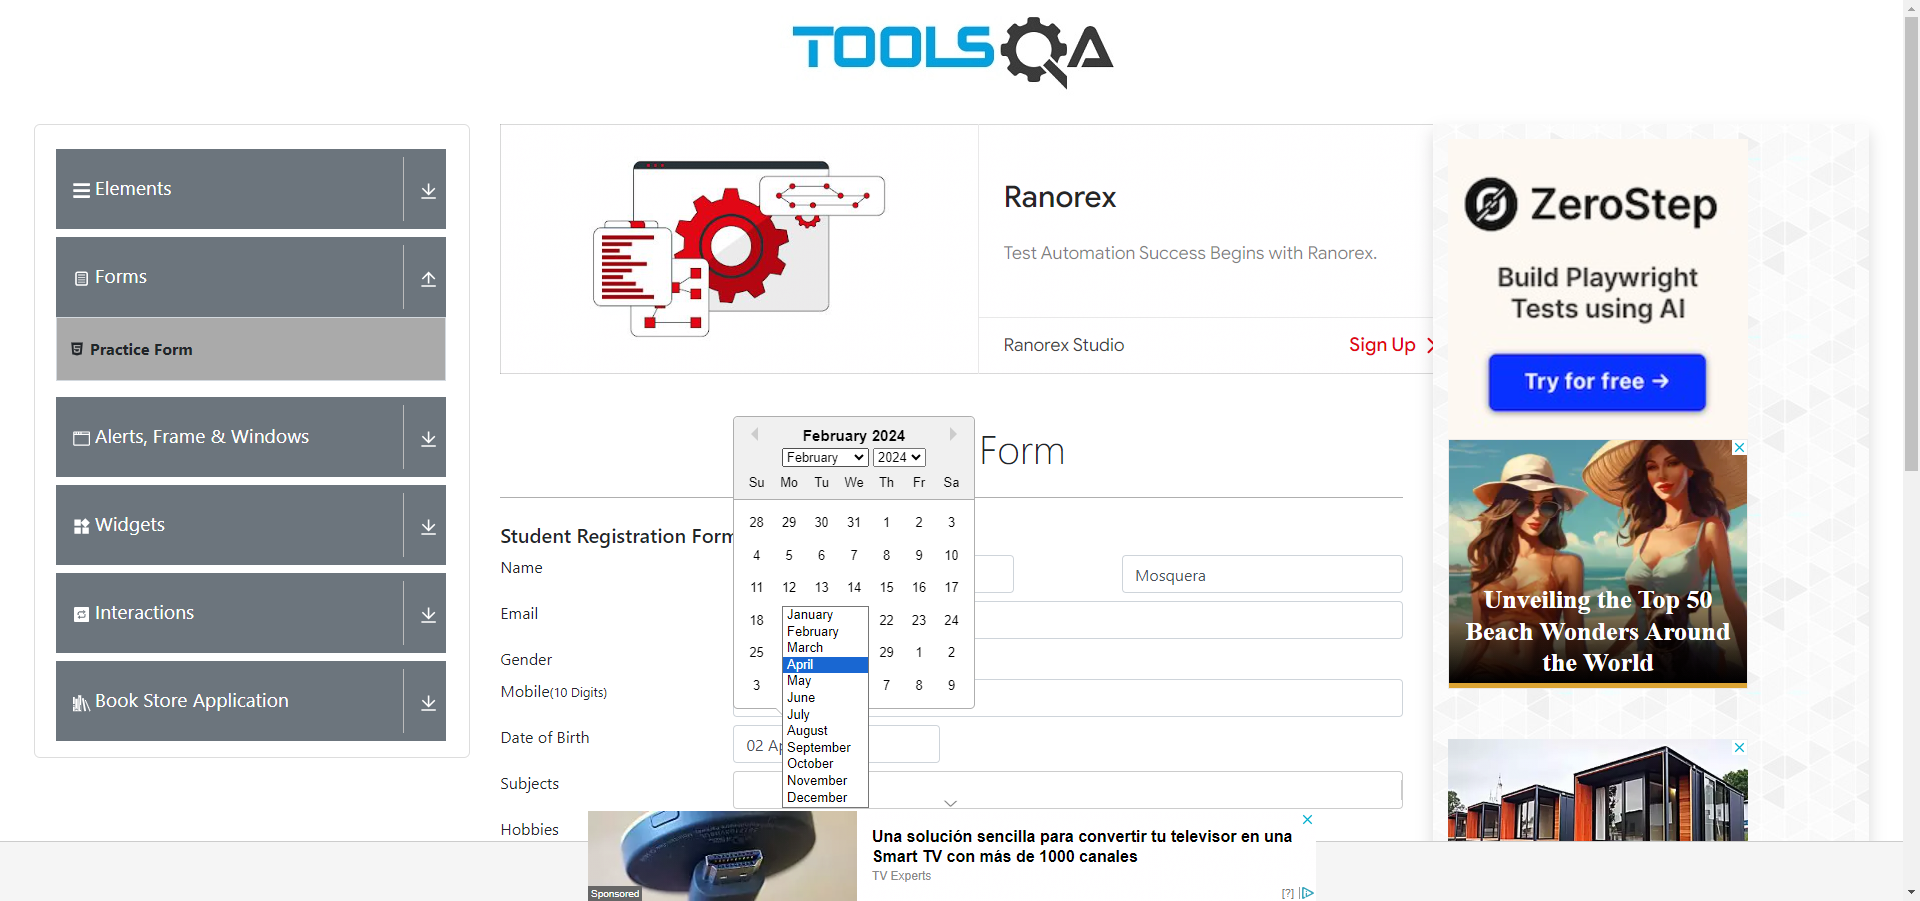 TOOLSQA
Elements
Forms
Practice Form
Alerts, Frame & Windows
Widgets
Interactions
Book Store Application
Ranorex
Test Automation Success Begins with Ranorex.
Ranorex Studio
Sign Up
Form
Student Registration Form
Name
Mosquera
Email
Gender
Mobile(10 Digits)
Date of Birth
02 Ap
Subjects
Hobbies
February 2024
February 2024
Su Mo Tu We Th Fr Sa
28 29 30 31 1 2 3
4 5 6 7 8 9 10
11 12 13 14 15 16 17
18 22 23 24
25 29 1 2
3 7 8 9
January
February
March
April
May
June
July
August
September
October
November
December
ZeroStep
Build Playwright
Tests using AI
Try for free →
Unveiling the Top 50
Beach Wonders Around
the World
Una solución sencilla para convertir tu televisor en una
Smart TV con más de 1000 canales
TV Experts
Sponsored
[?]